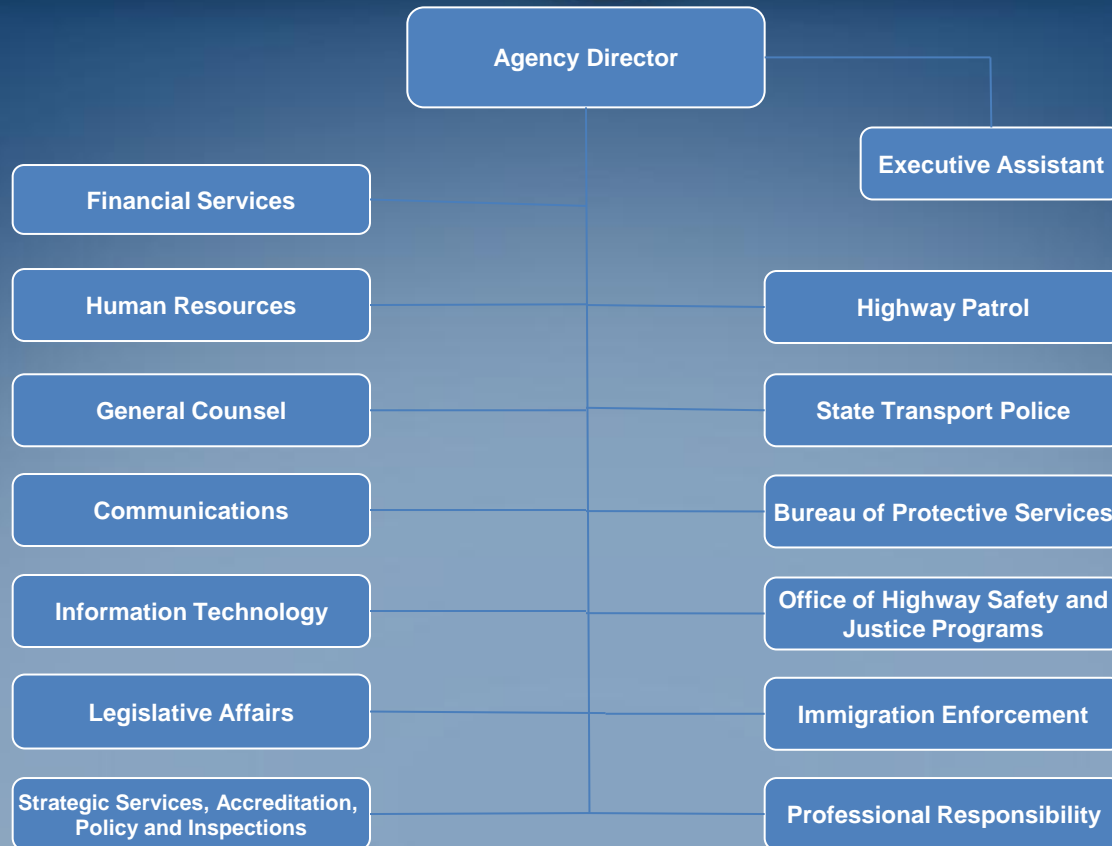 Agency Director
Executive Assistant
Financial Services
Human Resources
Highway Patrol
General Counsel
State Transport Police
Communications
Bureau of Protective Services
Information Technology
Office of Highway Safety and
Justice Programs
Legislative Affairs
Immigration Enforcement
Strategic Services, Accreditation,
Policy and Inspections
Professional Responsibility